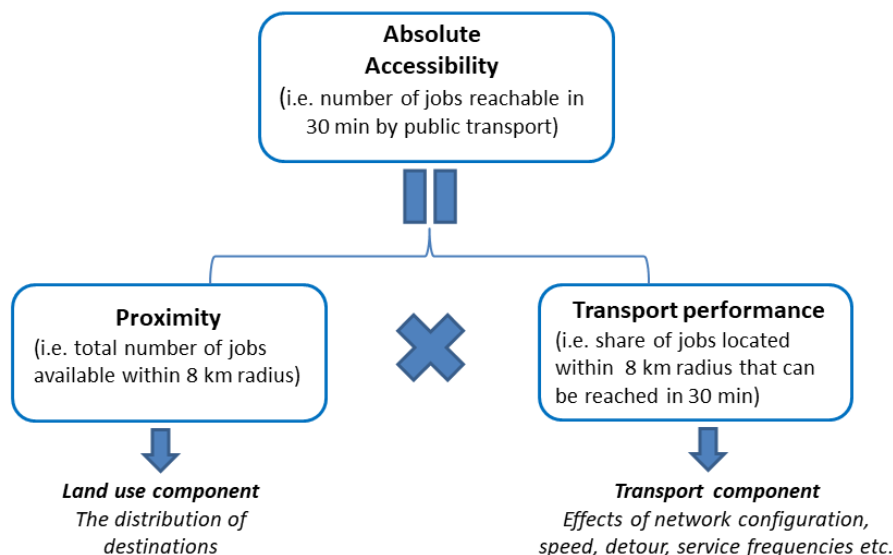 Absolute
Accessibility
(i.e. number of jobs reachable in
30 min by public transport)
Proximity
(i.e. total number of jobs
available within 8 km radius)
Transport performance
(i.e. share of jobs located
within 8 km radius that can
be reached in 30 min)
Land use component
The distribution of
destinations
Transport component
Effects of network configuration,
speed, detour, service frequencies etc.